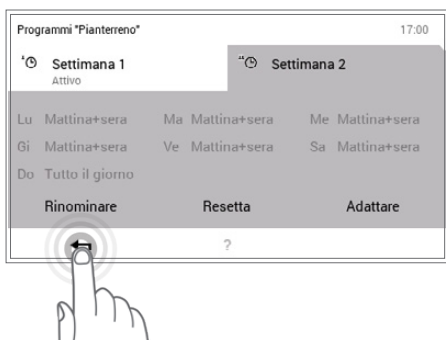 Programmi "Pianterreno" 17:00
Settimana 1 Settimana 2
Attivo
Lu Mattina+sera Ma Mattina+sera Me Mattina+sera
Gi Mattina+sera Ve Mattina+sera Sa Mattina+sera
Do Tutto il giorno
Rinominare Resetta Adattare
?